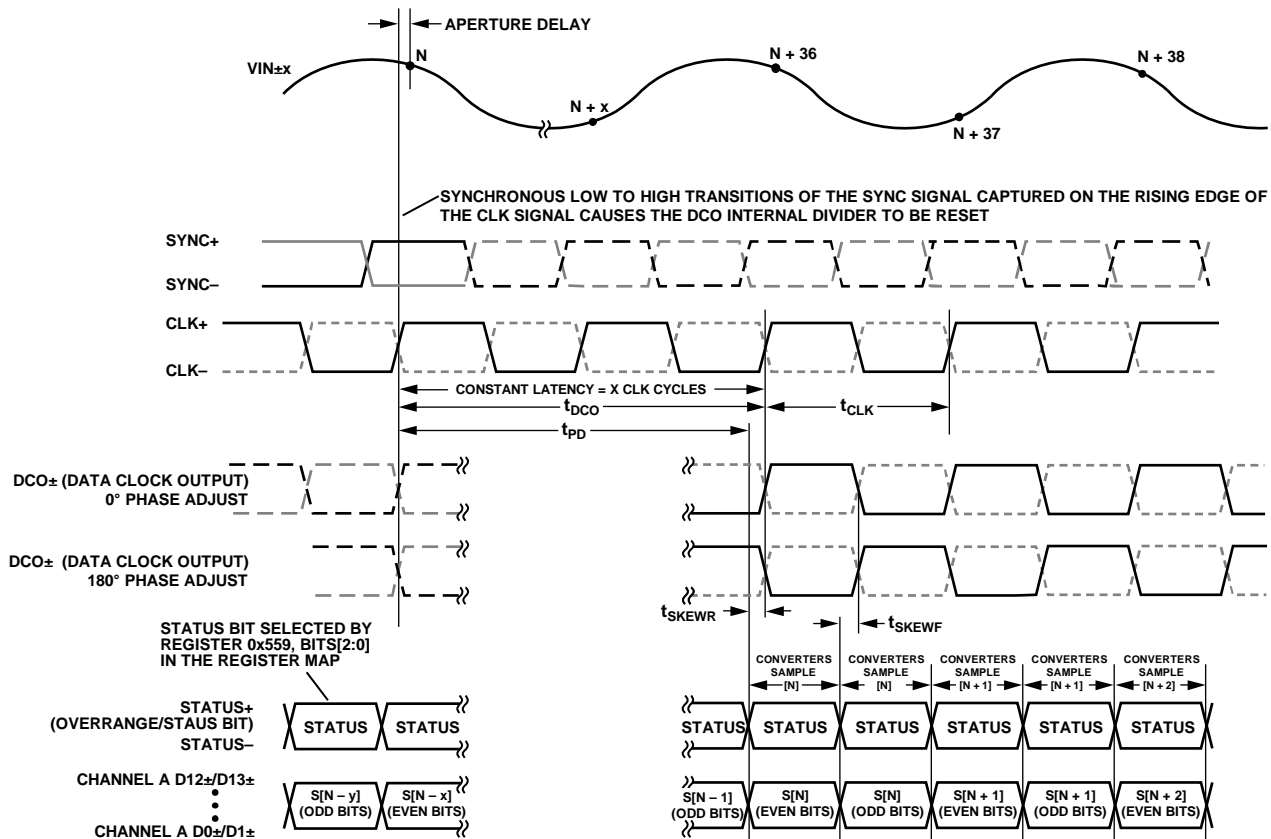 APERTURE DELAY
N
N + 36
N + 38
VIN±x
N + x
N + 37
SYNCHRONOUS LOW TO HIGH TRANSITIONS OF THE SYNC SIGNAL CAPTURED ON THE RISING EDGE OF
THE CLK SIGNAL CAUSES THE DCO INTERNAL DIVIDER TO BE RESET
SYNC+
SYNC–
CLK+
CLK–
CONSTANT LATENCY = X CLK CYCLES
tDCO
tCLK
tPD
DCO± (DATA CLOCK OUTPUT)
0° PHASE ADJUST
DCO± (DATA CLOCK OUTPUT)
180° PHASE ADJUST
tSKEWR
tSKEWF
STATUS BIT SELECTED BY
REGISTER 0x559, BITS[2:0]
IN THE REGISTER MAP
CONVERTERS
SAMPLE
[N]
CONVERTERS
SAMPLE
[N]
CONVERTERS
SAMPLE
[N + 1]
CONVERTERS
SAMPLE
[N + 1]
CONVERTERS
SAMPLE
[N + 2]
STATUS+
(OVERRANGE/STAUS BIT)
STATUS–
STATUS
STATUS
STATUS
STATUS
STATUS
STATUS
STATUS
STATUS
CHANNEL A D12±/D13±
CHANNEL A D0±/D1±
S[N – y]
(ODD BITS)
S[N – x]
(EVEN BITS)
S[N – 1]
(ODD BITS)
S[N]
(EVEN BITS)
S[N]
(ODD BITS)
S[N + 1]
(EVEN BITS)
S[N + 1]
(ODD BITS)
S[N + 2]
(EVEN BITS)